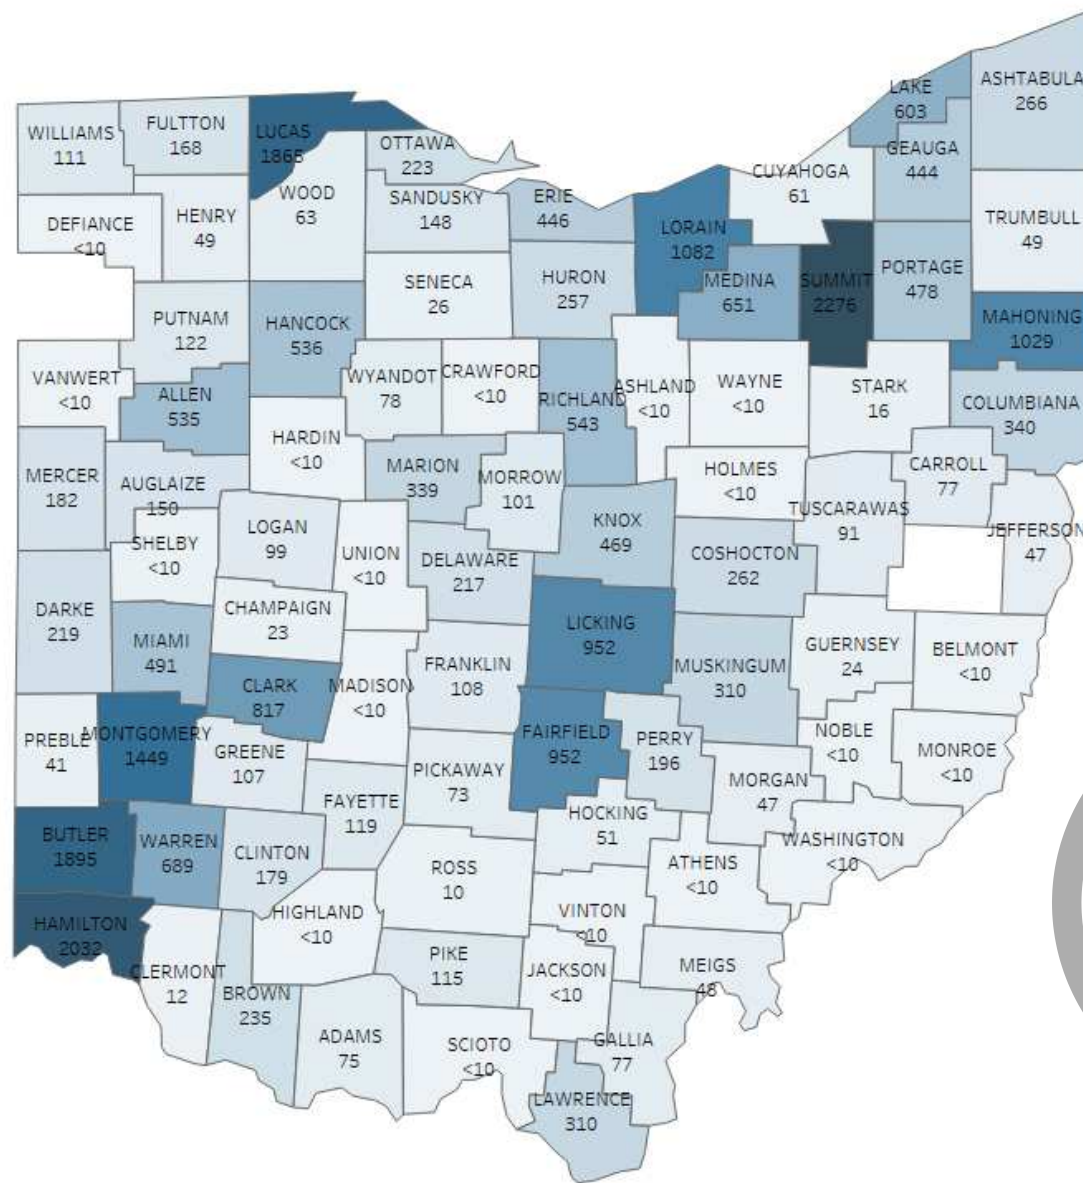 LAKE
603
ASHTABULA
266
WILLIAMS
111
FULTTON
168
LUCAS
1865
OTTAWA
223
GEAUGA
444
CUYAHOGA
61
WOOD
63
SANDUSKY
148
ERIE
446
DEFIANCE
<10
HENRY
49
LORAIN
1082
TRUMBULL
49
SENECA
26
HURON
257
MEDINA
651
SUMMIT
2276
PORTAGE
478
PUTNAM
122
HANCOCK
536
MAHONING
1029
VANWERT
<10
ALLEN
535
WYANDOT
78
CRAWFORD
<10
RICHLAND
543
ASHLAND
<10
WAYNE
<10
STARK
16
COLUMBIANA
340
HARDIN
<10
MERCER
182
AUGLAIZE
150
MARION
339
MORROW
101
HOLMES
<10
CARROLL
77
TUSCARAWAS
91
JEFFERSON
47
LOGAN
99
KNOX
469
SHELBY
<10
UNION
<10
DELAWARE
217
COSHOCTON
262
DARKE
219
CHAMPAIGN
23
LICKING
952
MIAMI
491
GUERNSEY
24
BELMONT
<10
CLARK
817
MADISON
<10
FRANKLIN
108
MUSKINGUM
310
PREBLE
41
MONTGOMERY
1449
GREENE
107
FAIRFIELD
952
PERRY
196
NOBLE
<10
MONROE
<10
PICKAWAY
73
MORGAN
47
FAYETTE
119
HOCKING
51
BUTLER
1895
WARREN
689
CLINTON
179
WASHINGTON
<10
ROSS
10
ATHENS
<10
HAMILTON
2032
HIGHLAND
<10
VINTON
<10
CLERMONT
12
PIKE
115
JACKSON
<10
MEIGS
48
BROWN
235
ADAMS
75
SCIOTO
<10
GALLIA
77
LAWRENCE
310